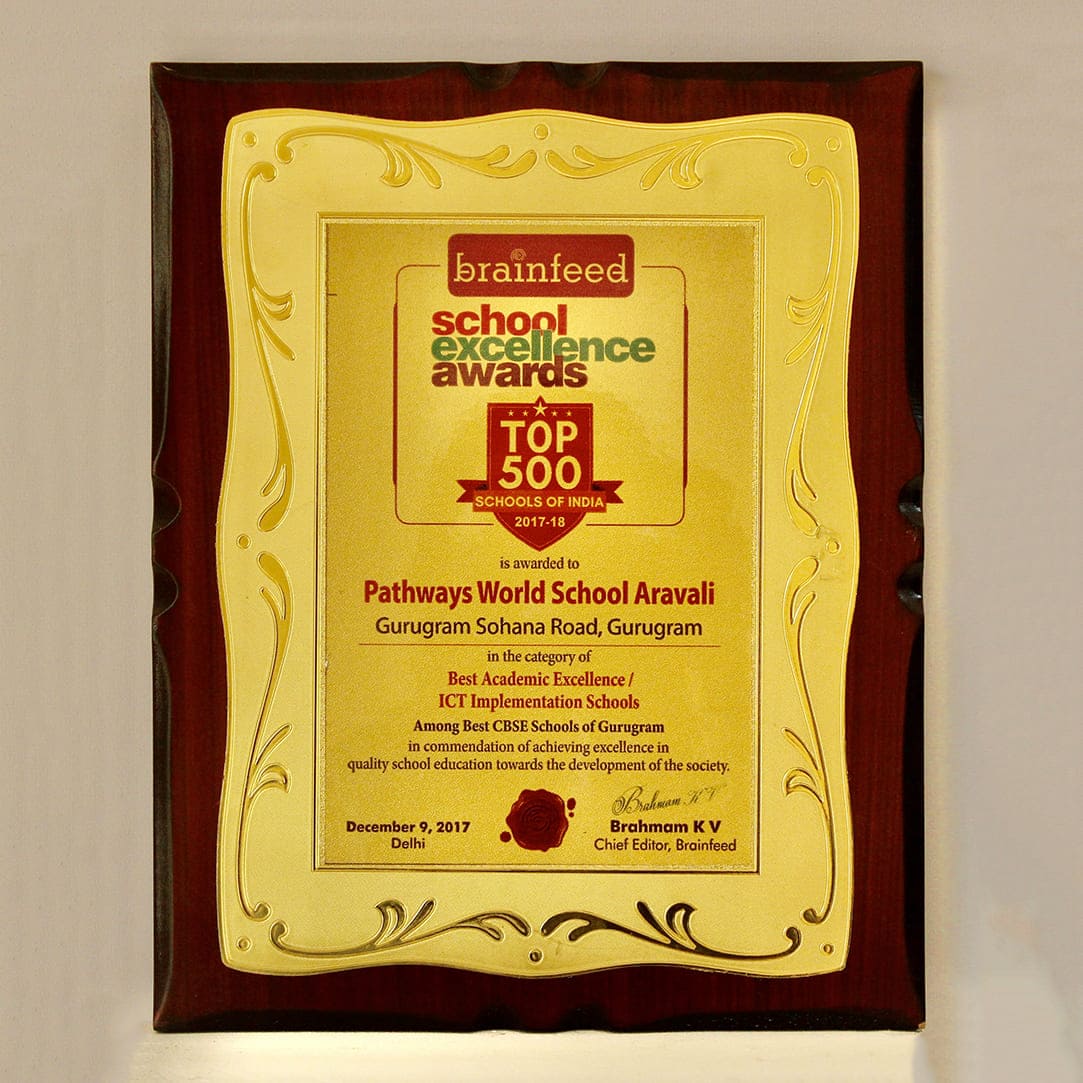 brainfeed
school
excellence
awards
TOP
500
SCHOOLS OF INDIA
2017-18
is awarded to
Pathways World School Aravali
Gurugram Sohana Road, Gurugram
in the category of
Best Academic Excellence /
ICT Implementation Schools
Among Best CBSE Schools of Gurugram
in commendation of achieving excellence in
quality school education towards the development of the society.
Brahmam K V
December 9, 2017
Delhi
Brahmam K V
Chief Editor, Brainfeed